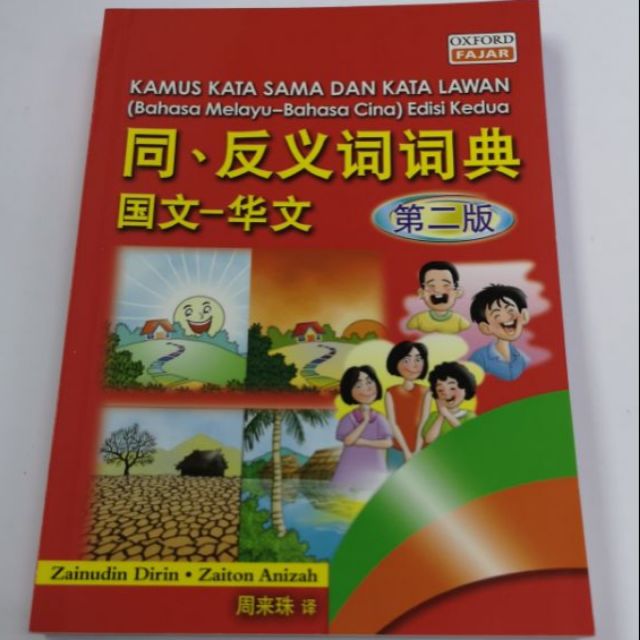 OXFORD
FAJAR
KAMUS KATA SAMA DAN KATA LAWAN
(Bahasa Melayu–Bahasa Cina) Edisi Kedua
同、反义词词典
国文–华文
第二版
Zainudin Dirin • Zaiton Anizah
周来珠 译